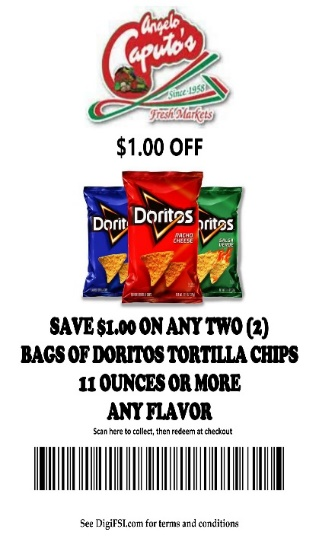 Angelo
Caputo's
Since 1958
Fresh Markets
$1.00 OFF
Doritos
Doritos
Doritos
NACHO
CHEESE
SALSA
VERDE
SAVE $1.00 ON ANY TWO (2)
BAGS OF DORITOS TORTILLA CHIPS
11 OUNCES OR MORE
ANY FLAVOR
Scan here to collect, then redeem at checkout
See DigiFSI.com for terms and conditions